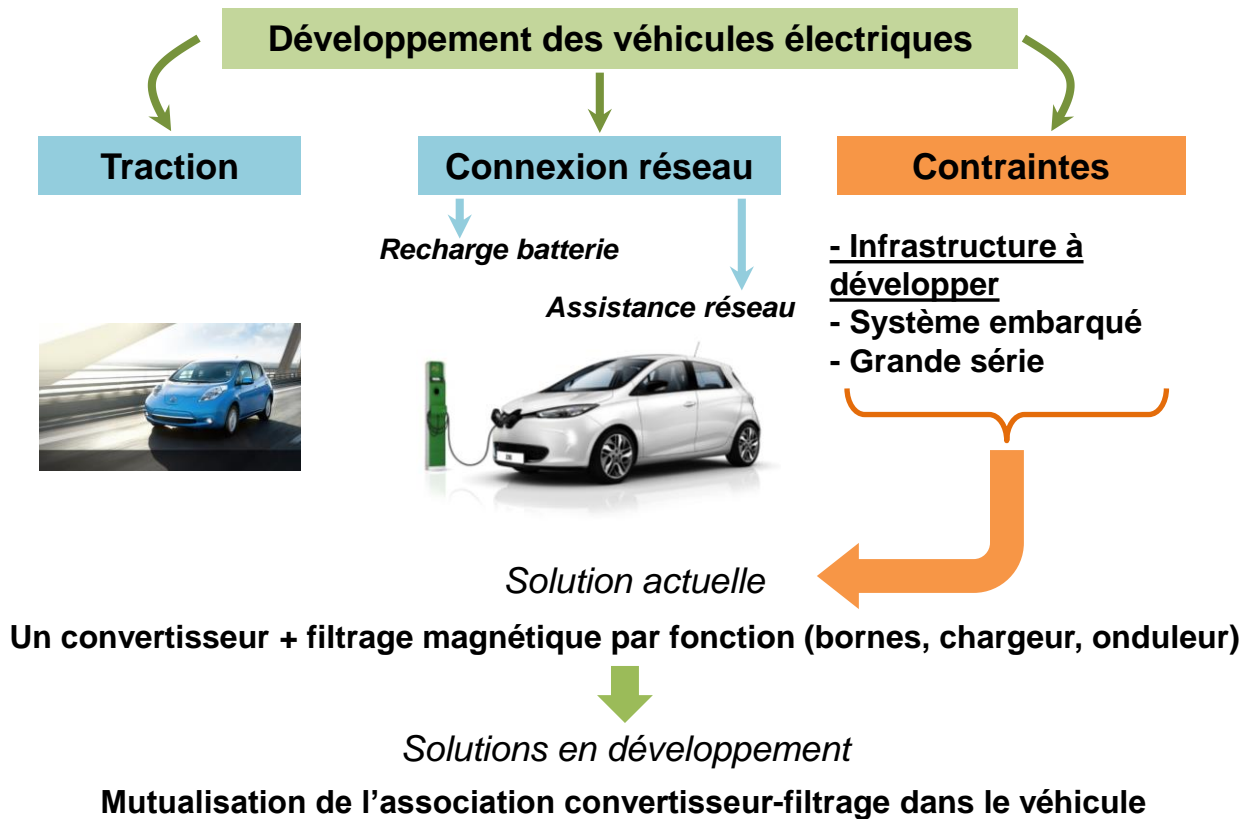 Développement des véhicules électriques
Traction
Connexion réseau
Contraintes
Recharge batterie
Assistance réseau
- Infrastructure à
développer
- Système embarqué
- Grande série
Solution actuelle
Un convertisseur + filtrage magnétique par fonction (bornes, chargeur, onduleur)
Solutions en développement
Mutualisation de l’association convertisseur-filtrage dans le véhicule